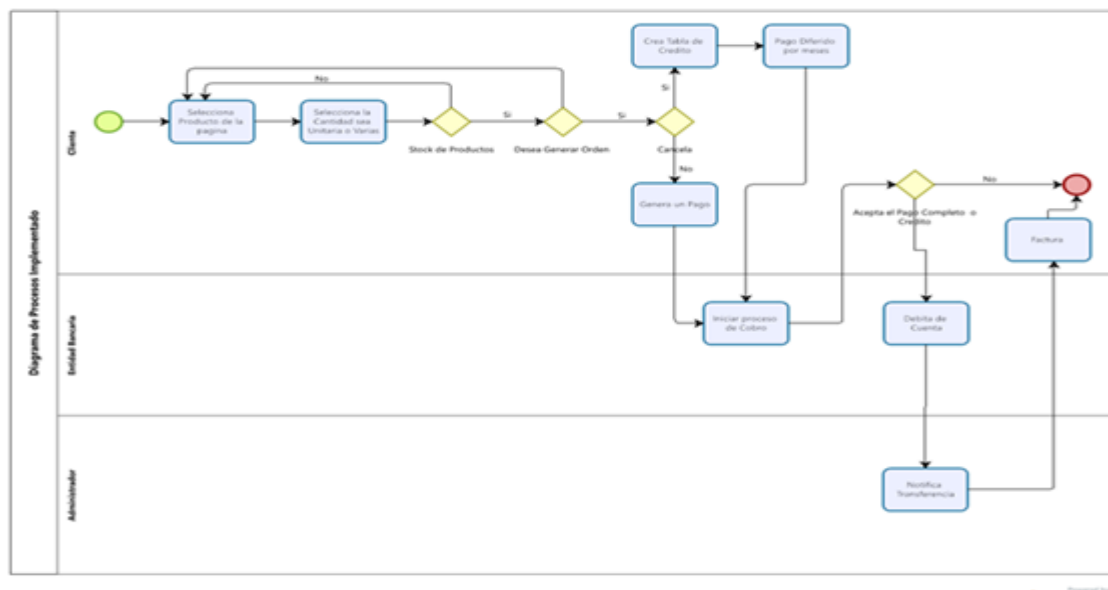 Diagrama de Procesos Implementado
Cliente
Selecciona
Producto de la
pagina
Selecciona la
Cantidad sea
Unitaria o Varias
No
Stock de Productos
Si
Desea Generar Orden
Si
Cancela
Si
Crea Tabla de
Credito
Pago Diferido
por meses
No
Genera un Pago
Acepta el Pago Completo o
Credito
No
Factura
Entidad Bancaria
Iniciar proceso
de Cobro
Debita de
Cuenta
Administrador
Notifica
Transferencia